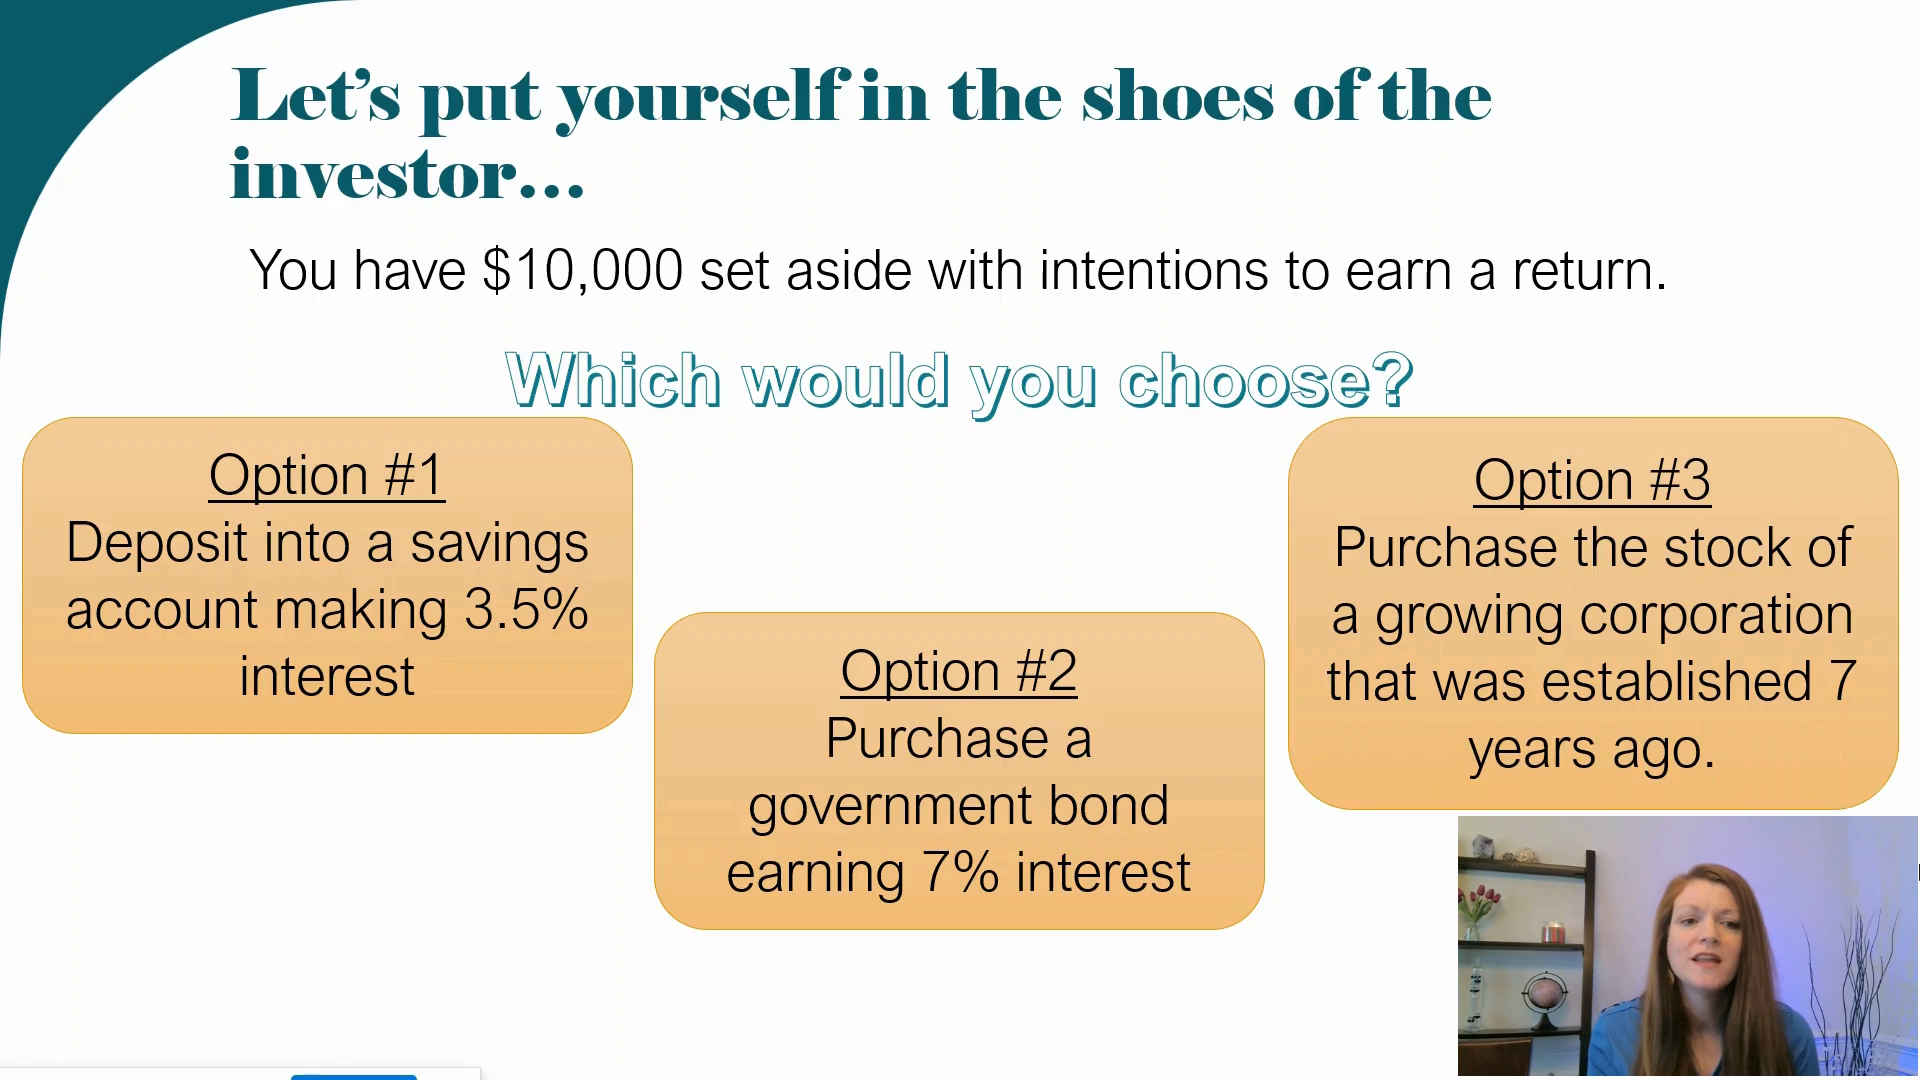 Let's put yourself in the shoes of the
investor...
You have $10,000 set aside with intentions to earn a return.
Which would you choose?
Option #1
Deposit into a savings
account making 3.5%
interest
Option #2
Purchase a
government bond
earning 7% interest
Option #3
Purchase the stock of
a growing corporation
that was established 7
years ago.